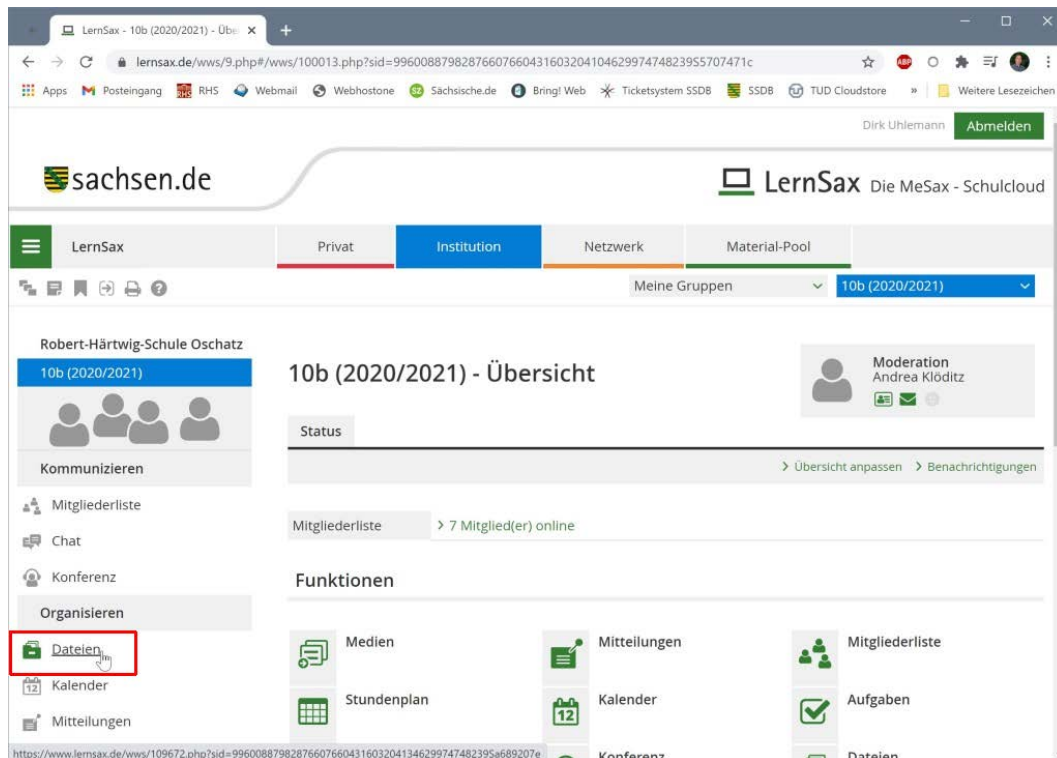 LernSax - 10b (2020/2021) - Übe
lernsax.de/wws/9.php#/wws/100013.php?sid=99600887982876607660431603204104629974748239S5707471c
ABP
Apps Posteingang RHS Webmail Webhostone Sächsische.de Bring! Web Ticketsystem SSDB SSDB TUD Cloudstore » Weitere Lesezeichen
Dirk Uhlemann Abmelden
sachsen.de
LernSax Die MeSax - Schulcloud
LernSax Privat Institution Netzwerk Material-Pool
Meine Gruppen 10b (2020/2021)
Robert-Härtwig-Schule Oschatz
10b (2020/2021)
10b (2020/2021) - Übersicht
Moderation
Andrea Klöditz
Status
Kommunizieren
> Übersicht anpassen > Benachrichtigungen
Mitgliederliste
Chat
Konferenz
Mitgliederliste > 7 Mitglied(er) online
Funktionen
Organisieren
Dateien
12 Kalender
Mitteilungen
Medien Mitteilungen Mitgliederliste
Stundenplan 12 Kalender Aufgaben
Konferenz Dateien
https://www.lernsax.de/wws/109672.php?sid=99600887982876607660431603204134629974748239Sa689207e